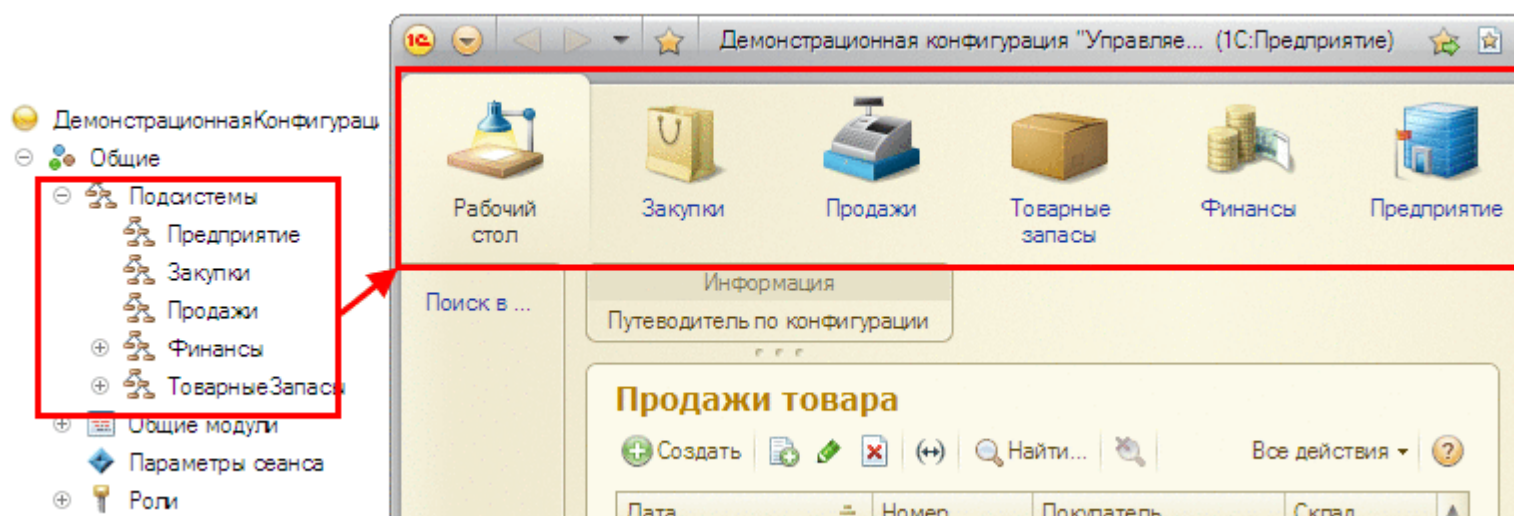 Демонстрационная конфигурация "Управляе... (1С:Предприятие)
ДемонстрационнаяКонфигураци
Общие
Подсистемы
Предприятие
Закупки
Продажи
Финансы
ТоварныеЗапасы
Общие модули
Параметры сеанса
Роли
Рабочий
стол
Закупки
Продажи
Товарные
запасы
Финансы
Предприятие
Поиск в ...
Информация
Путеводитель по конфигурации
Продажи товара
Создать
Найти...
Все действия
Дата
Номер
Покупатель
Склад